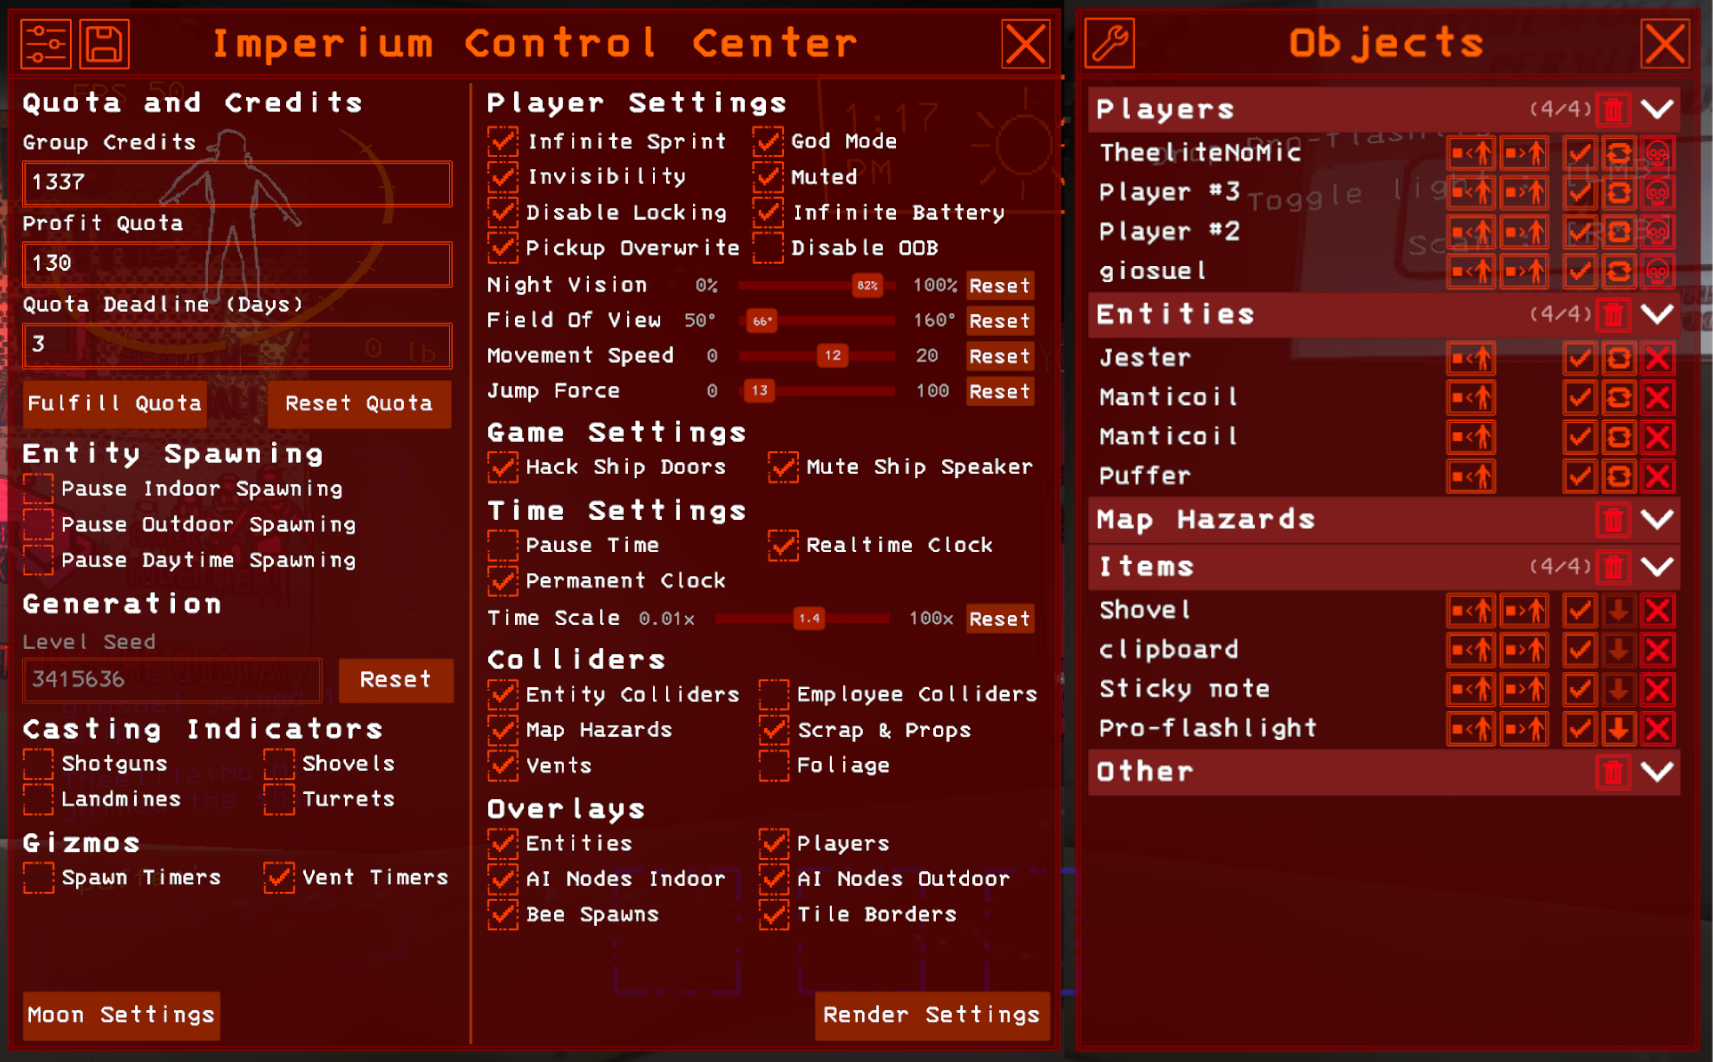 Imperium Control Center
Quota and Credits
Group Credits
1337
Profit Quota
130
Quota Deadline (Days)
3
Fulfill Quota
Reset Quota
Entity Spawning
Pause Indoor Spawning
Pause Outdoor Spawning
Pause Daytime Spawning
Generation
Level Seed
3415636
Reset
Casting Indicators
Shotguns
Shovels
Landmines
Turrets
Gizmos
Spawn Timers
Vent Timers
Moon Settings
Player Settings
Infinite Sprint
God Mode
Invisibility
Muted
Disable Locking
Infinite Battery
Pickup Overwrite
Disable OOB
Night Vision 0% 82% 100% Reset
Field Of View 50° 66° 160° Reset
Movement Speed 0 12 20 Reset
Jump Force 0 13 100 Reset
Game Settings
Hack Ship Doors
Mute Ship Speaker
Time Settings
Pause Time
Realtime Clock
Permanent Clock
Time Scale 0.01x 1.4 100x Reset
Colliders
Entity Colliders
Employee Colliders
Map Hazards
Scrap & Props
Vents
Foliage
Overlays
Entities
Players
AI Nodes Indoor
AI Nodes Outdoor
Bee Spawns
Tile Borders
Render Settings
1:17
PM
0 lb
Objects
Players (4/4)
TheeliteNoMic
Player #3
Player #2
giosuel
Entities (4/4)
Jester
Manticoil
Manticoil
Puffer
Map Hazards
Items (4/4)
Shovel
clipboard
Sticky note
Pro-flashlight
Other